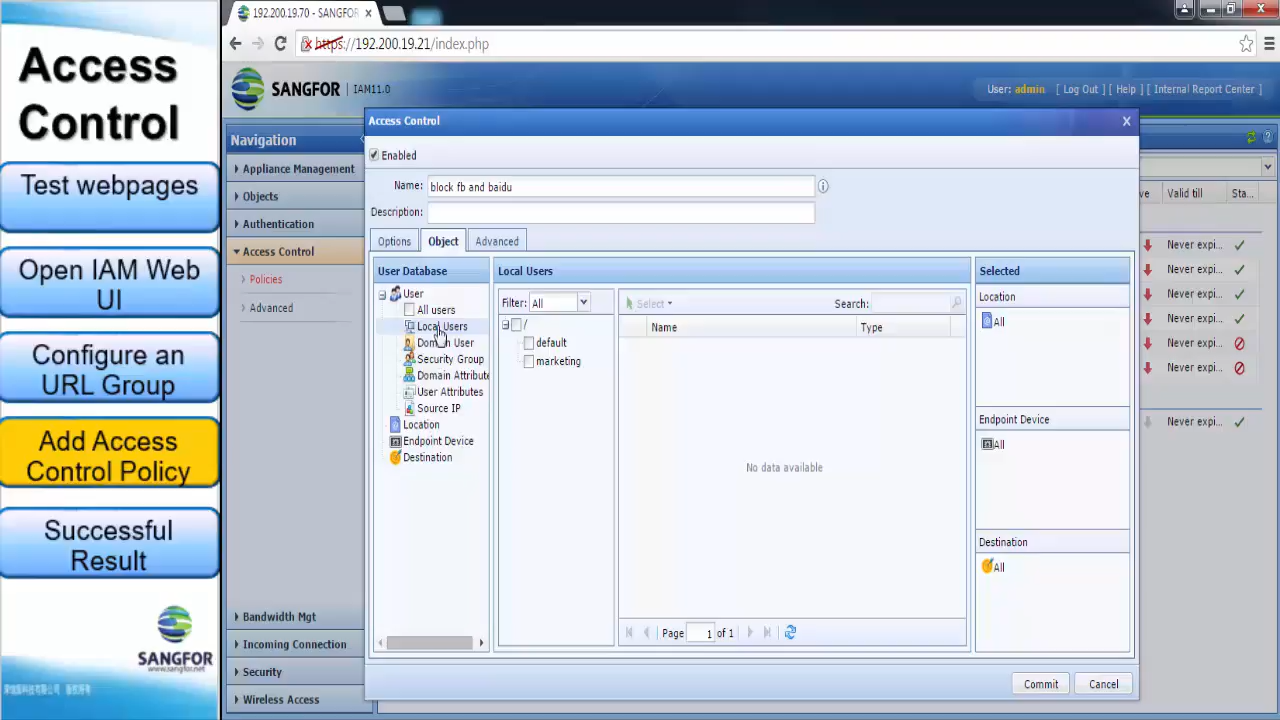 Access
Control
Test webpages
Open IAM Web
UI
Configure an
URL Group
Add Access
Control Policy
Successful
Result
SANGFOR
www.sangfor.net
192.200.19.70 - SANGFOR
https://192.200.19.21/index.php
SANGFOR | IAM11.0
User: admin [ Log Out ] [ Help ] [ Internal Report Center ]
Navigation
Appliance Management
Objects
Authentication
Access Control
Policies
Advanced
Bandwidth Mgt
Incoming Connection
Security
Wireless Access
Access Control
Enabled
Name: block fb and baidu
Description:
Options Object Advanced
User Database
User
All users
Local Users
Domain User
Security Group
Domain Attribute
User Attributes
Source IP
Location
Endpoint Device
Destination
Local Users
Filter: All
/
default
marketing
Select Search:
Name Type
No data available
Page 1 of 1
Selected
Location
All
Endpoint Device
All
Destination
All
Commit Cancel
ve Valid till Sta...
Never expi...
Never expi...
Never expi...
Never expi...
Never expi...
Never expi...
Never expi...